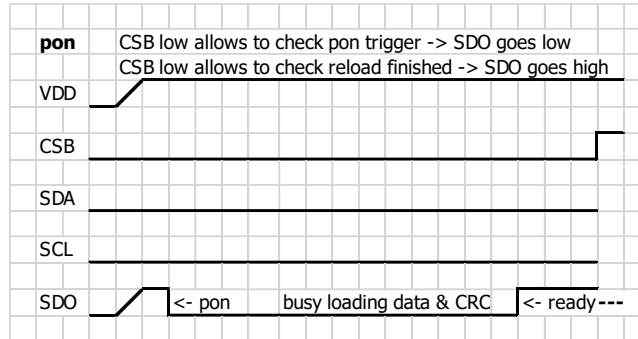 pon CSB low allows to check pon trigger -> SDO goes low
CSB low allows to check reload finished -> SDO goes high
VDD
CSB
SDA
SCL
SDO <- pon busy loading data & CRC <- ready